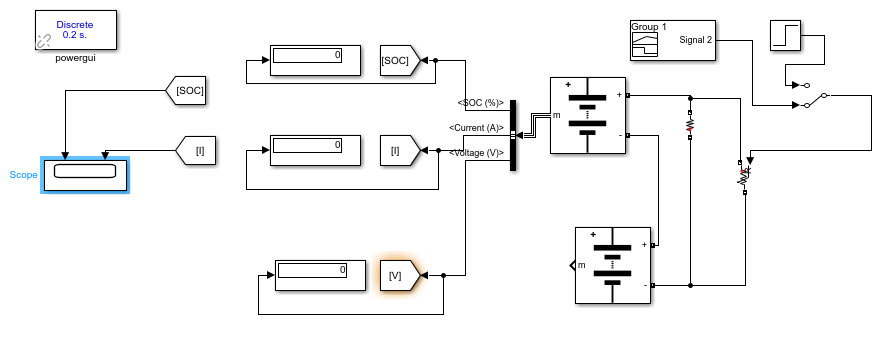 Discrete
0.2 s.
powergui
[SOC]
[I]
Scope
0
[SOC]
0
[I]
0
[V]
<SOC (%)>
<Current (A)>
<Voltage (V)>
m
+
+
-
Group 1
Signal 2
m
+
+
-